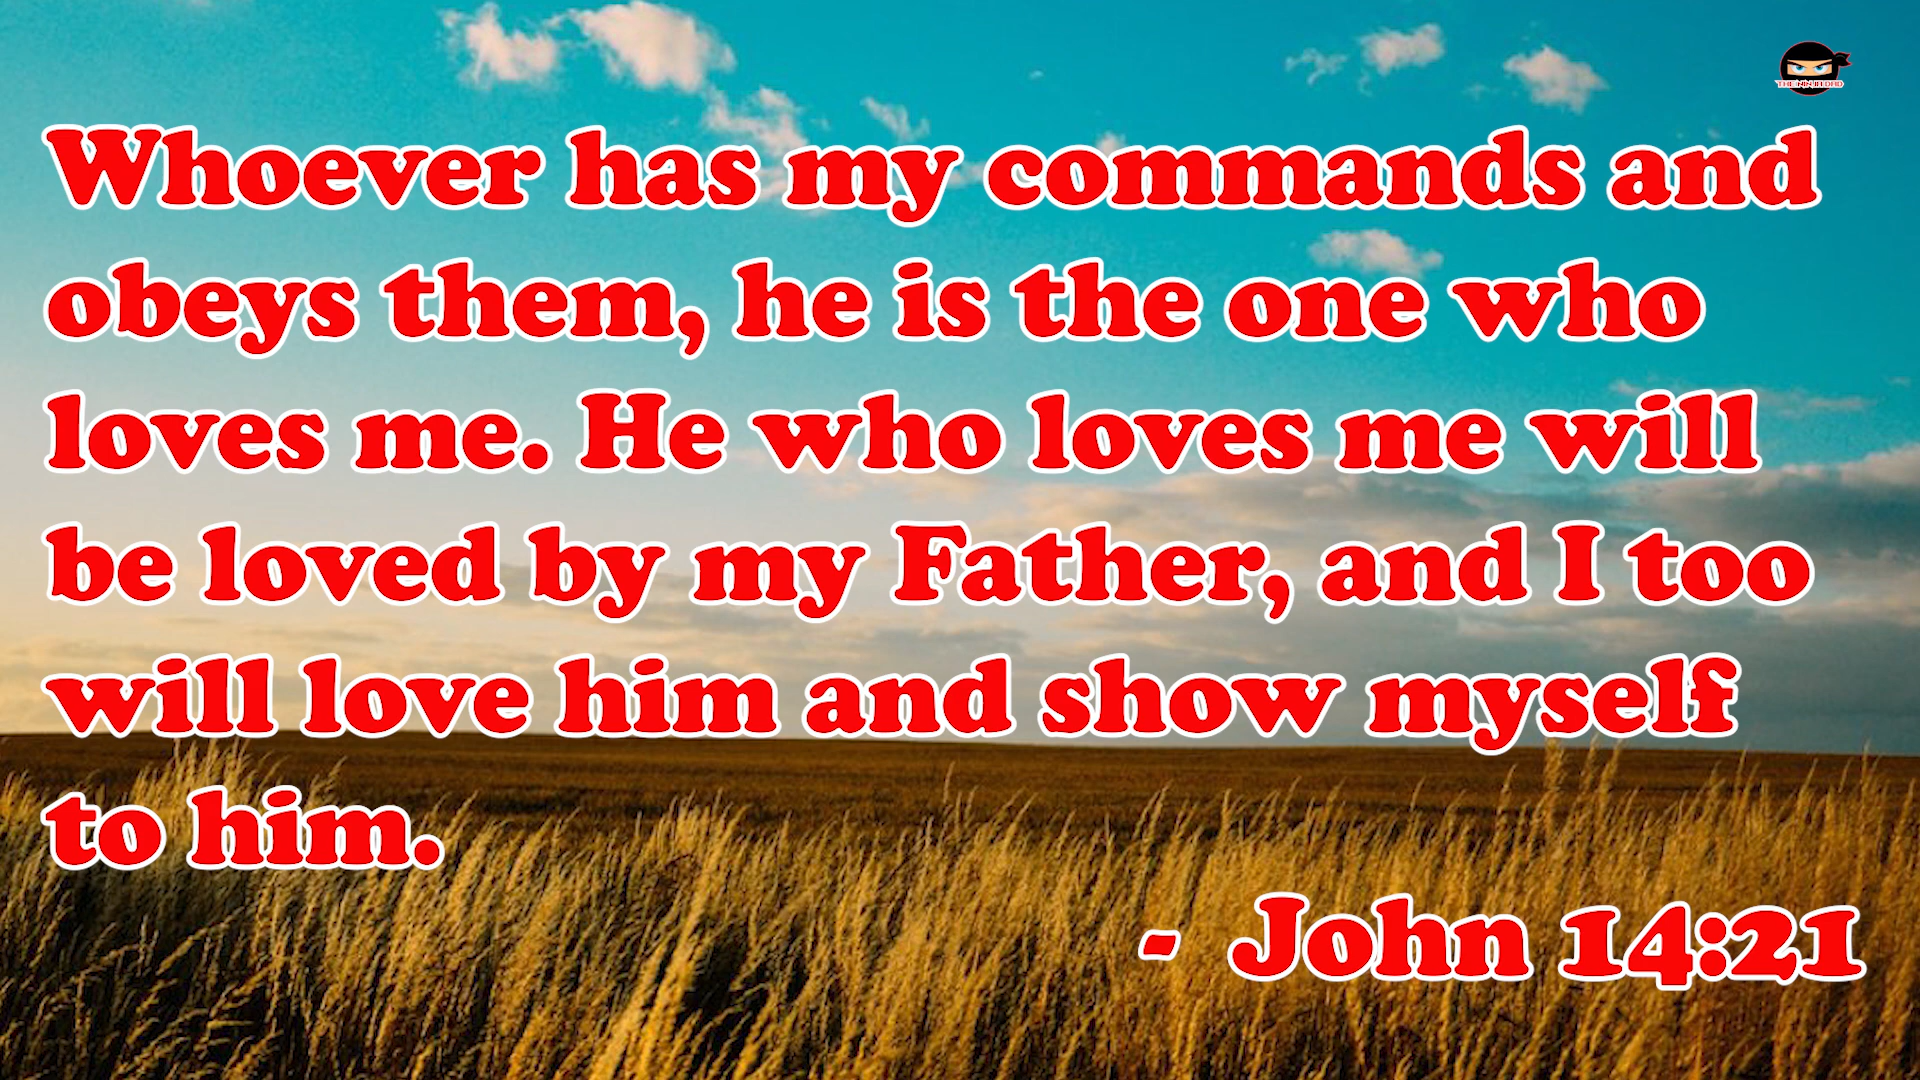 Whoever has my commands and
obeys them, he is the one who
loves me. He who loves me will
be loved by my Father, and I too
will love him and show myself
to him.
- John 14:21